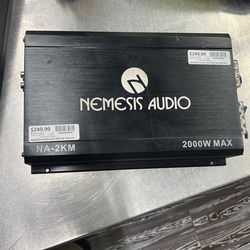 $249.99
NEMESIS AUDIO
$249.99
NA-2KM
2000W MAX